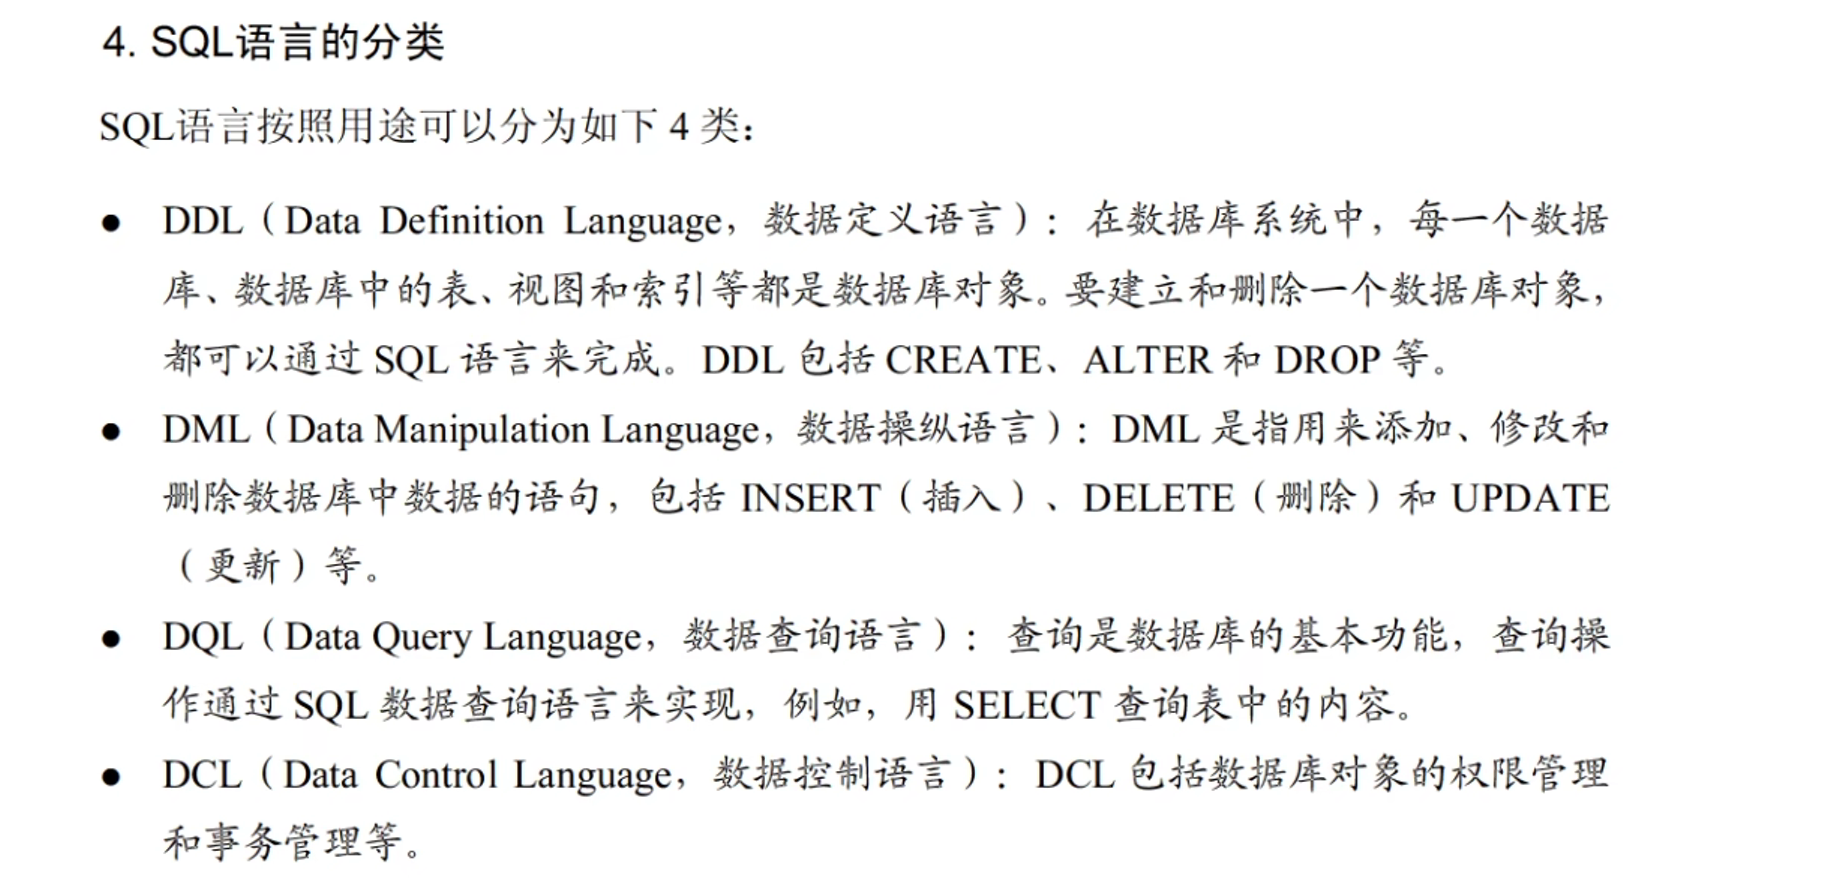 4. SQL语言的分类
SQL语言按照用途可以分为如下 4 类：
● DDL（Data Definition Language，数据定义语言）：在数据库系统中，每一个数据
库、数据库中的表、视图和索引等都是数据库对象。要建立和删除一个数据库对象，
都可以通过 SQL 语言来完成。DDL 包括 CREATE、ALTER 和 DROP 等。
● DML（Data Manipulation Language，数据操纵语言）：DML 是指用来添加、修改和
删除数据库中数据的语句，包括 INSERT（插入）、DELETE（删除）和 UPDATE
（更新）等。
● DQL（Data Query Language，数据查询语言）：查询是数据库的基本功能，查询操
作通过 SQL 数据查询语言来实现，例如，用 SELECT 查询表中的内容。
● DCL（Data Control Language，数据控制语言）：DCL 包括数据库对象的权限管理
和事务管理等。